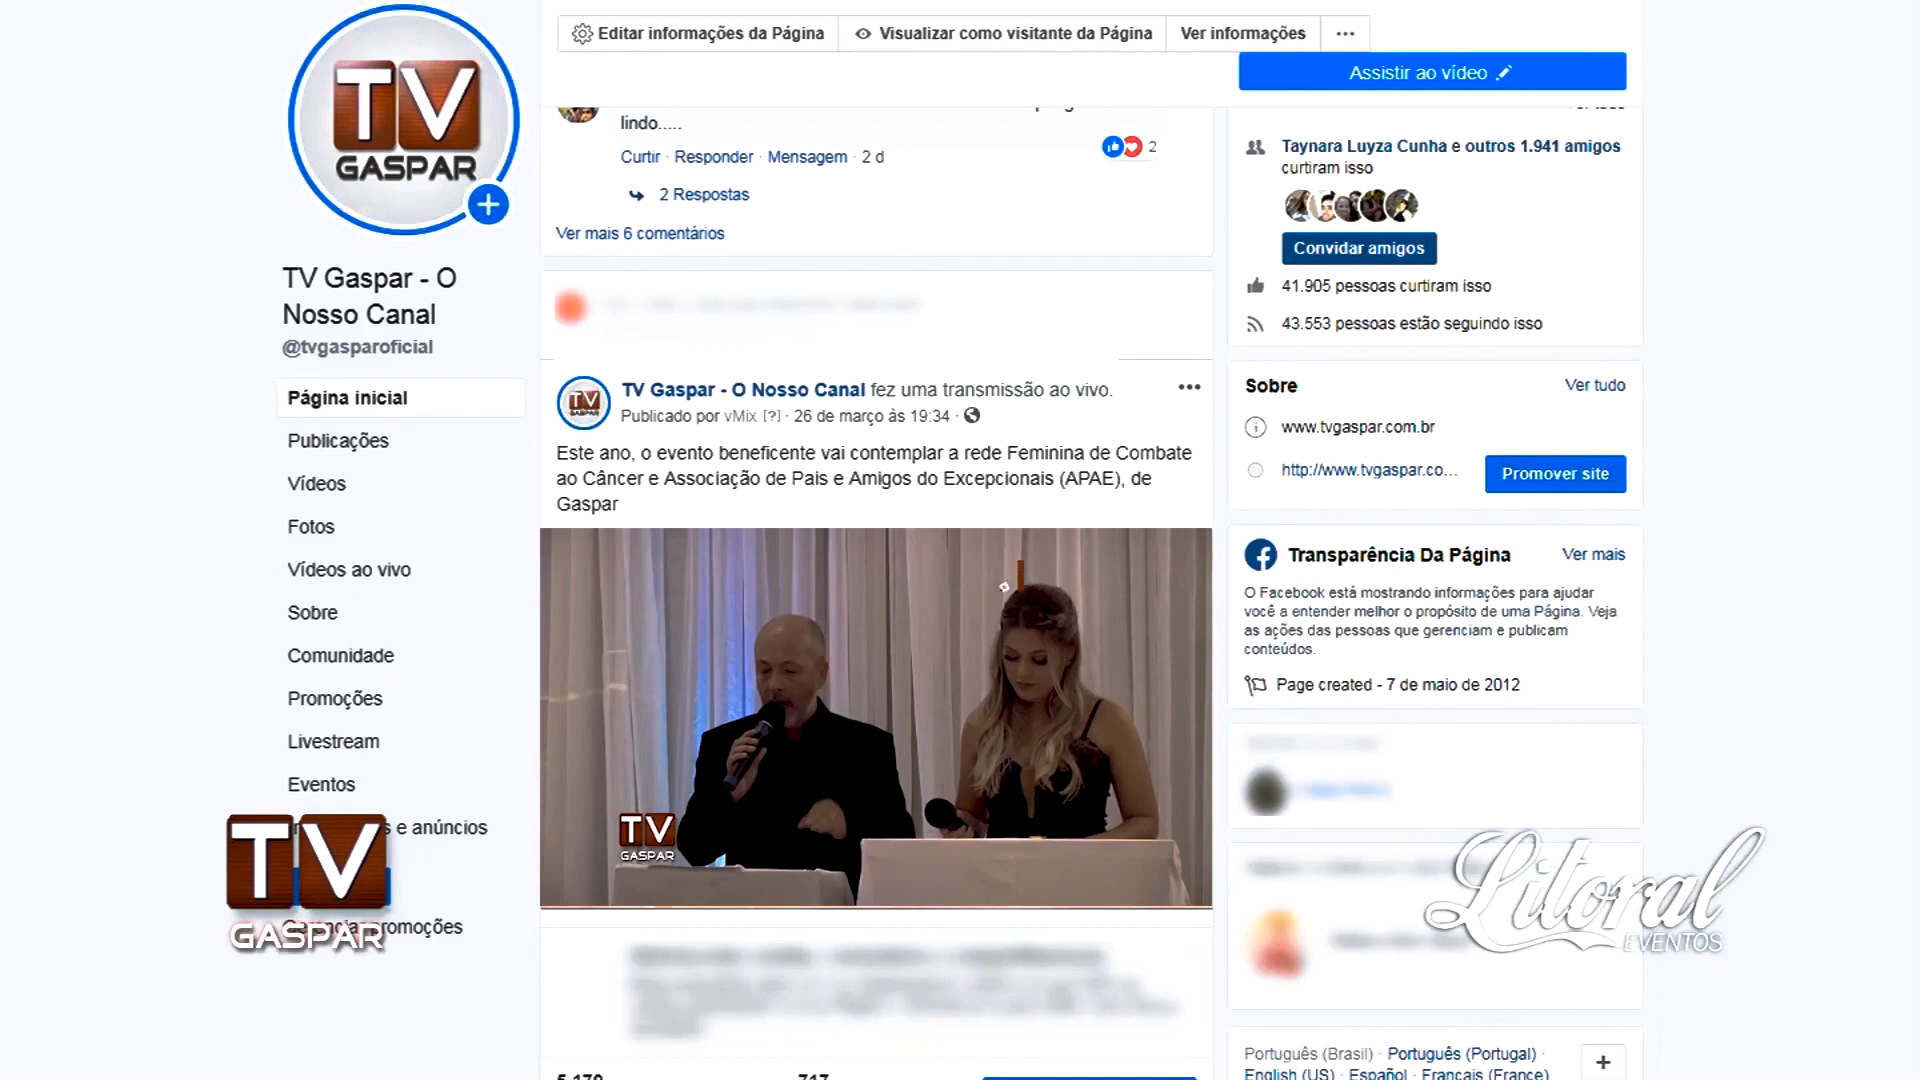 TV
GASPAR
TV Gaspar - O
Nosso Canal
@tvgasparoficial
Página inicial
Publicações
Vídeos
Fotos
Vídeos ao vivo
Sobre
Comunidade
Promoções
Livestream
Eventos
e anúncios
promoções
TV
GASPAR
Editar informações da Página
Visualizar como visitante da Página
Ver informações
Assistir ao vídeo
lindo.....
Curtir · Responder · Mensagem · 2 d
2
2 Respostas
Ver mais 6 comentários
TV Gaspar - O Nosso Canal fez uma transmissão ao vivo.
Publicado por vMix [?] · 26 de março às 19:34 ·
Este ano, o evento beneficente vai contemplar a rede Feminina de Combate
ao Câncer e Associação de Pais e Amigos do Excepcionais (APAE), de
Gaspar
TV
GASPAR
Taynara Luyza Cunha e outros 1.941 amigos
curtiram isso
Convidar amigos
41.905 pessoas curtiram isso
43.553 pessoas estão seguindo isso
Sobre
Ver tudo
www.tvgaspar.com.br
http://www.tvgaspar.co...
Promover site
Transparência Da Página
Ver mais
O Facebook está mostrando informações para ajudar
você a entender melhor o propósito de uma Página. Veja
as ações das pessoas que gerenciam e publicam
conteúdos.
Page created - 7 de maio de 2012
Litoral
EVENTOS
Português (Brasil) · Português (Portugal) ·
English (US) · Español · Français (France)